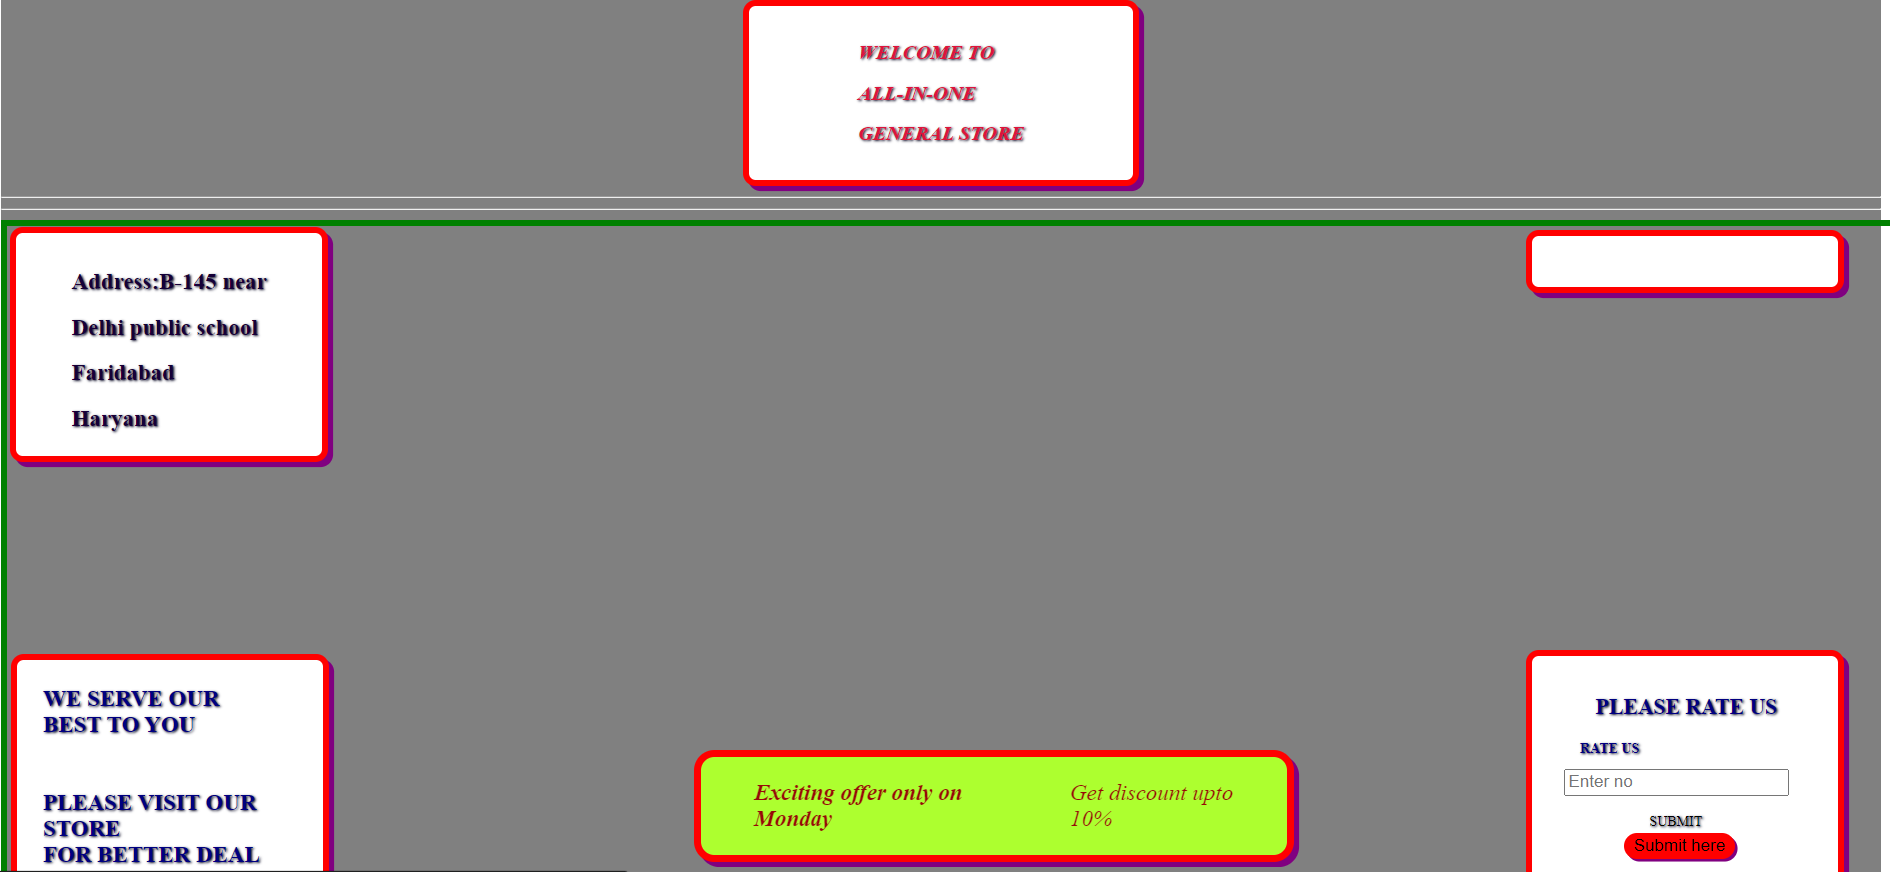 WELCOME TO
ALL-IN-ONE
GENERAL STORE
Address:B-145 near
Delhi public school
Faridabad
Haryana
WE SERVE OUR
BEST TO YOU
PLEASE VISIT OUR
STORE
FOR BETTER DEAL
Exciting offer only on
Monday
Get discount upto
10%
PLEASE RATE US
RATE US
Enter no
SUBMIT
Submit here